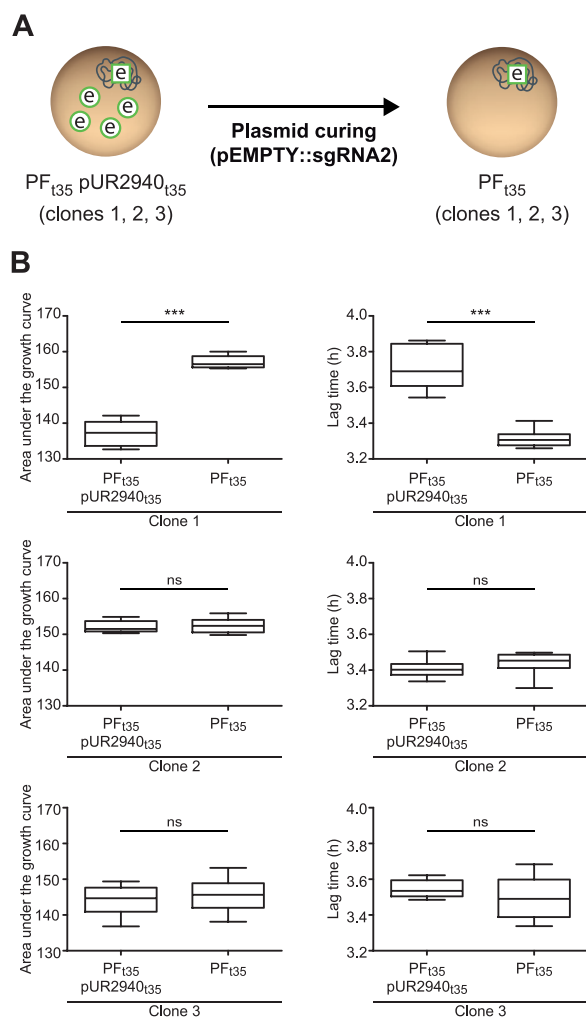 A
e
e
e
e
e
e
Plasmid curing
(pEMPTY::sgRNA2)
PFt35 pUR2940t35
(clones 1, 2, 3)
PFt35
(clones 1, 2, 3)
B
Area under the growth curve
170
160
150
140
130
***
PFt35
pUR2940t35
PFt35
Clone 1
Lag time (h)
4.0
3.8
3.6
3.4
3.2
***
PFt35
pUR2940t35
PFt35
Clone 1
Area under the growth curve
170
160
150
140
130
ns
PFt35
pUR2940t35
PFt35
Clone 2
Lag time (h)
4.0
3.8
3.6
3.4
3.2
ns
PFt35
pUR2940t35
PFt35
Clone 2
Area under the growth curve
170
160
150
140
130
ns
PFt35
pUR2940t35
PFt35
Clone 3
Lag time (h)
4.0
3.8
3.6
3.4
3.2
ns
PFt35
pUR2940t35
PFt35
Clone 3